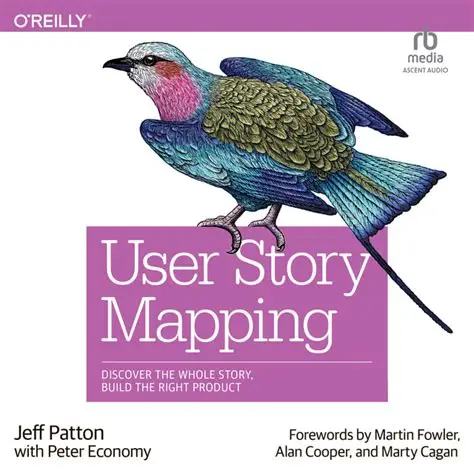 O'REILLY®
rb
media
ASCENT AUDIO
User Story
Mapping
DISCOVER THE WHOLE STORY,
BUILD THE RIGHT PRODUCT
Jeff Patton
with Peter Economy
Forewords by Martin Fowler,
Alan Cooper, and Marty Cagan